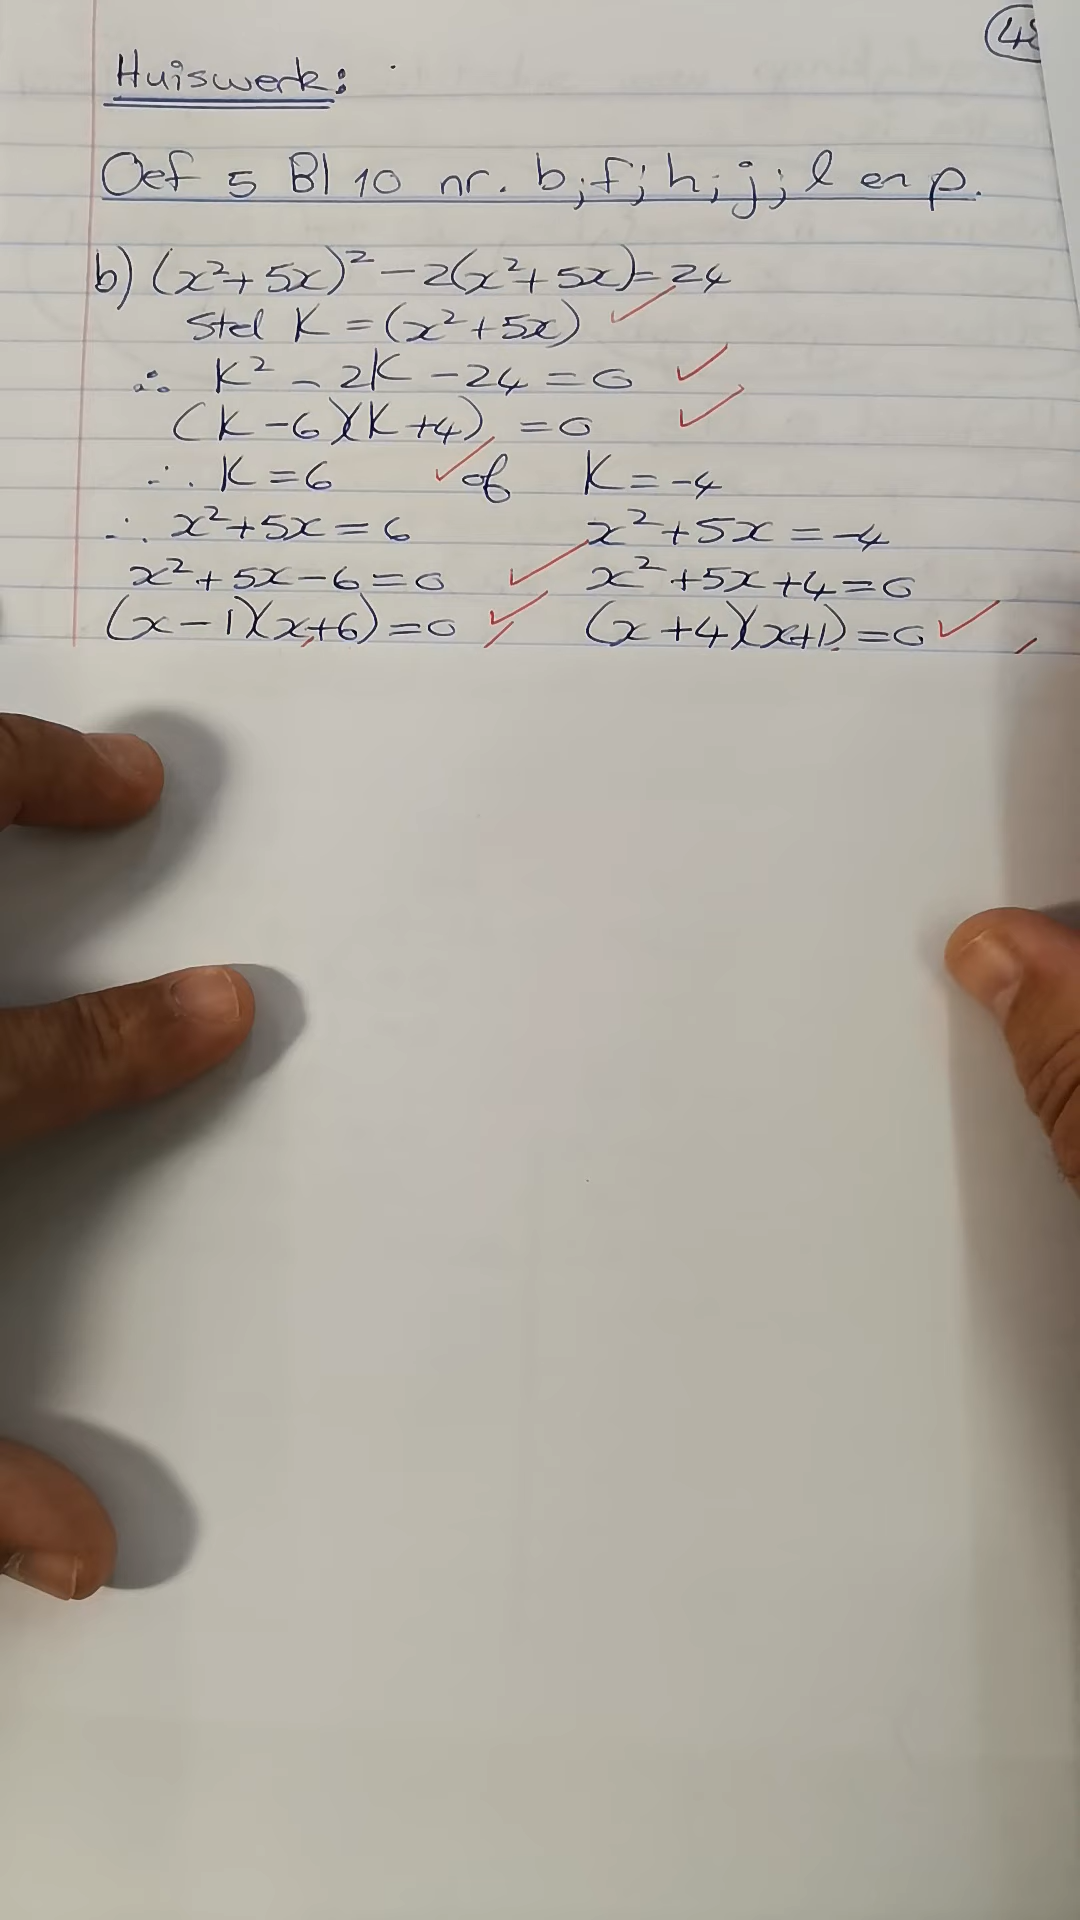 Huiswerk:
Oef 5 Bl 10 nr. b; f; h; j; l en p.
b) (x²+5x)² - 2(x²+5x) = 24
Stel K = (x²+5x)
∴ K² - 2K - 24 = 0
(K-6)(K+4) = 0
∴ K = 6 of K = -4
∴ x²+5x = 6 x²+5x = -4
x²+5x-6 = 0 x²+5x+4 = 0
(x-1)(x+6) = 0 (x+4)(x+1) = 0